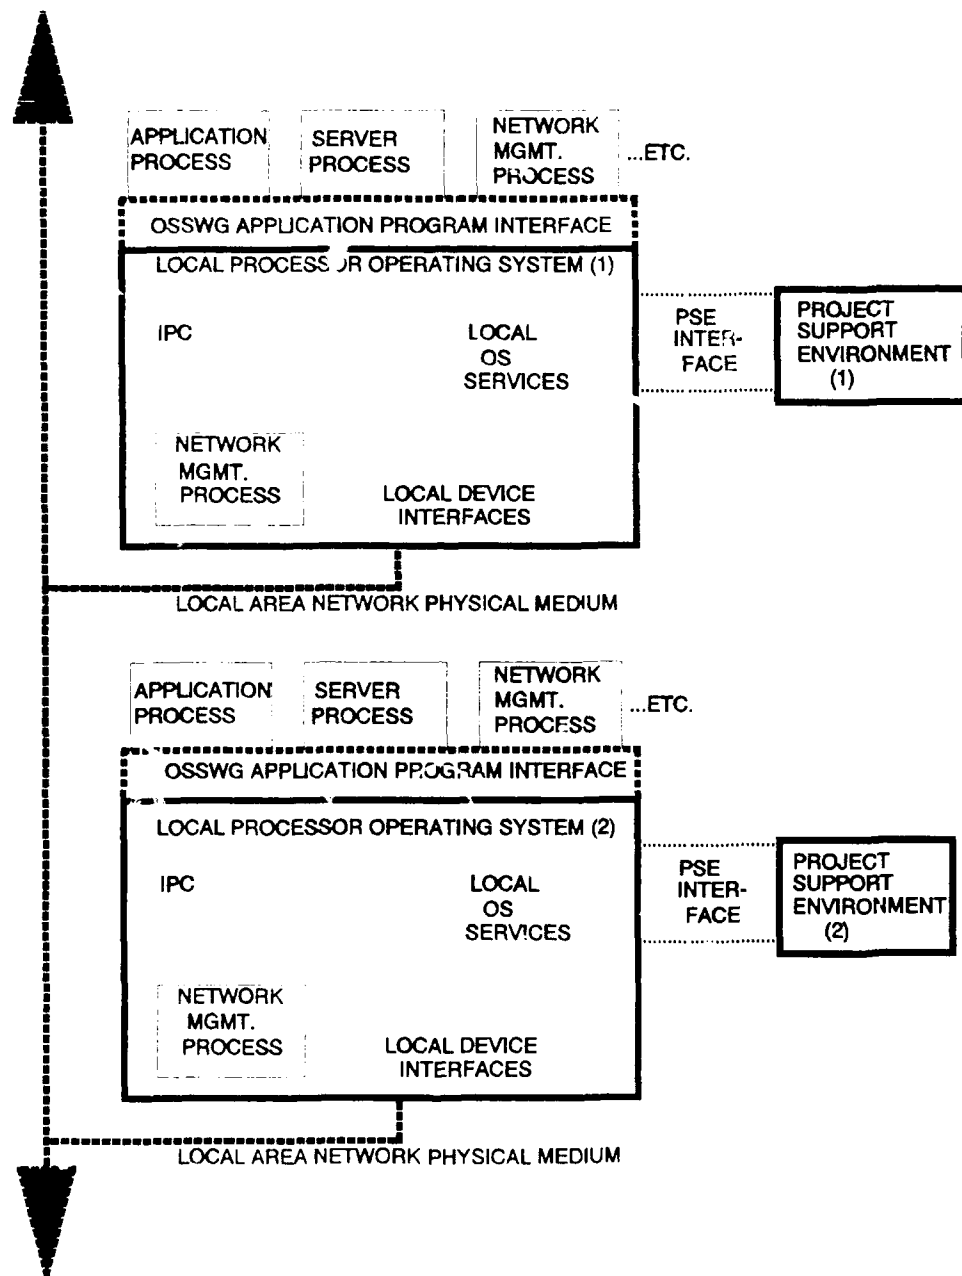 APPLICATION
PROCESS
SERVER
PROCESS
NETWORK
MGMT.
PROCESS
...ETC.
OSSWG APPLICATION PROGRAM INTERFACE
LOCAL PROCESSOR OPERATING SYSTEM (1)
IPC
LOCAL
OS
SERVICES
PSE
INTER-
FACE
PROJECT
SUPPORT
ENVIRONMENT
(1)
NETWORK
MGMT.
PROCESS
LOCAL DEVICE
INTERFACES
LOCAL AREA NETWORK PHYSICAL MEDIUM
APPLICATION
PROCESS
SERVER
PROCESS
NETWORK
MGMT.
PROCESS
...ETC.
OSSWG APPLICATION PROGRAM INTERFACE
LOCAL PROCESSOR OPERATING SYSTEM (2)
IPC
LOCAL
OS
SERVICES
PSE
INTER-
FACE
PROJECT
SUPPORT
ENVIRONMENT
(2)
NETWORK
MGMT.
PROCESS
LOCAL DEVICE
INTERFACES
LOCAL AREA NETWORK PHYSICAL MEDIUM